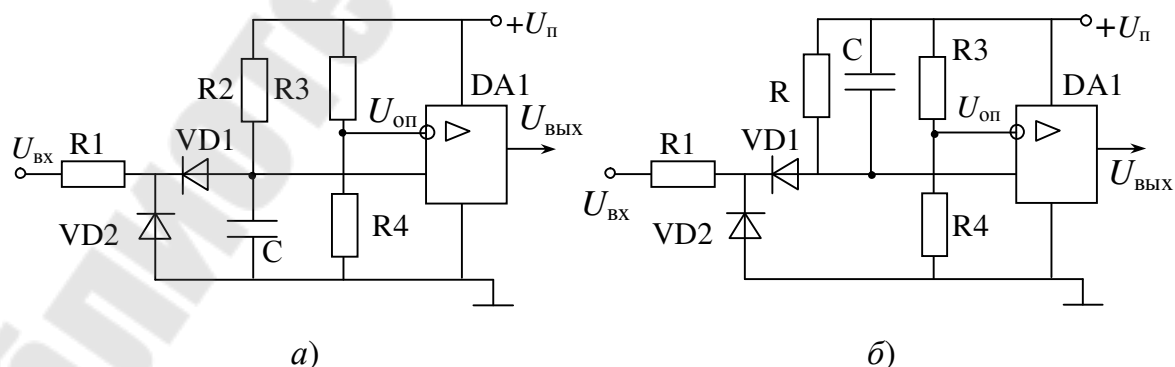 +Uп
R2
R3
DA1
Uоп
Uвых
Uвх
R1
VD1
VD2
C
R4
а)
+Uп
C
R3
R
DA1
Uоп
VD1
R1
Uвх
Uвых
VD2
R4
б)